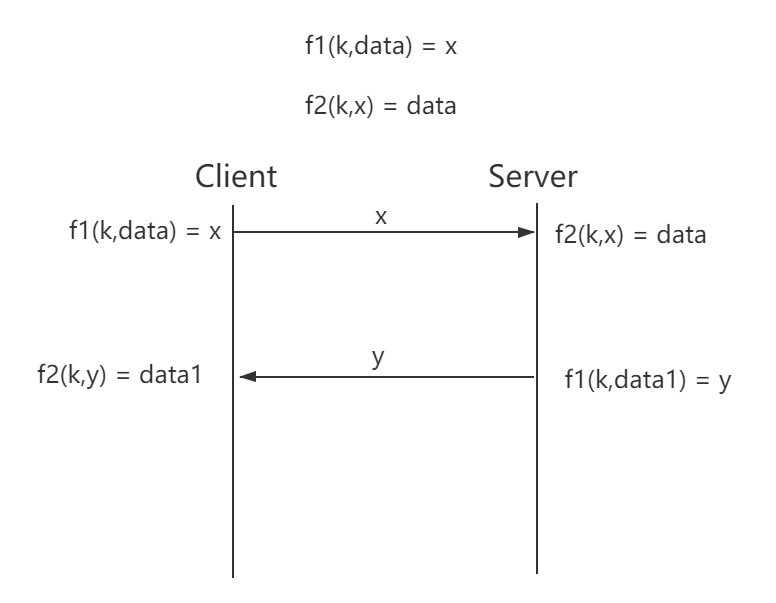 f1(k,data) = x
f2(k,x) = data
Client
Server
f1(k,data) = x
x
f2(k,x) = data
f2(k,y) = data1
y
f1(k,data1) = y